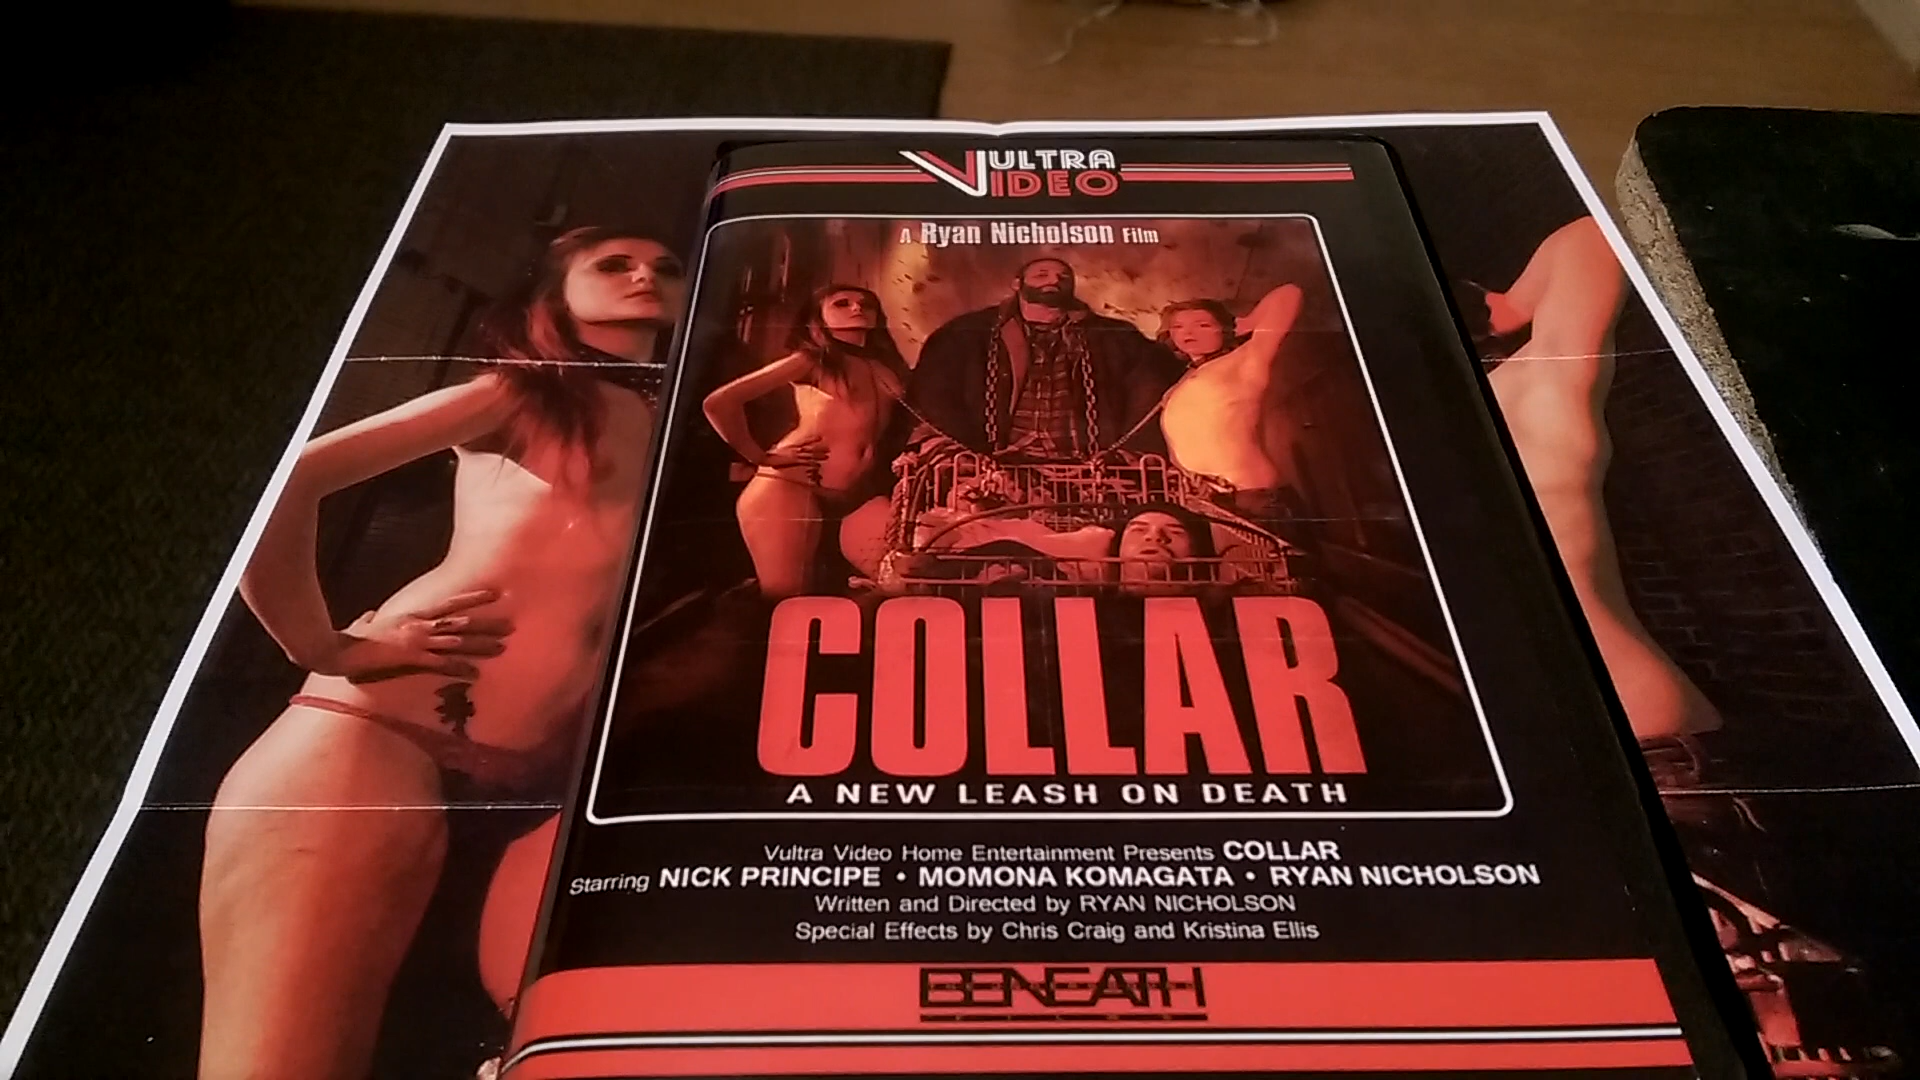 VULTRA
VIDEO
A Ryan Nicholson Film
COLLAR
A NEW LEASH ON DEATH
Vultra Video Home Entertainment Presents COLLAR
Starring NICK PRINCIPE • MOMONA KOMAGATA • RYAN NICHOLSON
Written and Directed by RYAN NICHOLSON
Special Effects by Chris Craig and Kristina Ellis
BENEATH